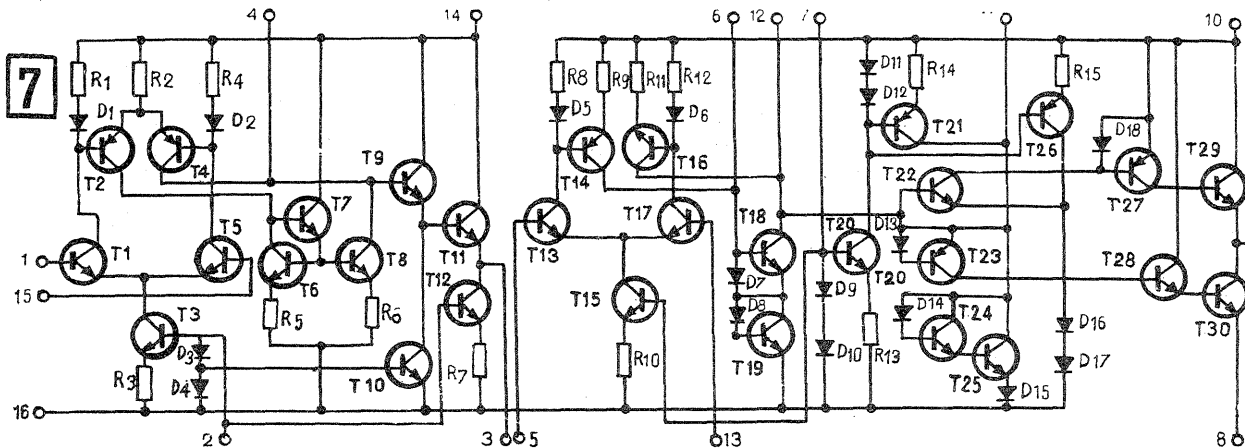 4 14 6 12 7 11 10
7
R1 R2 R4 R8 R9 R11 R12 D11 R14 R15
D1 D2 D5 D6 D12
T2 T4 T9 T14 T16 T21 T26 D18 T29
T22 T27
T7
T1 T5 T11 T13 T17 T18 T20 D13
1 T6 T8 T12 D7 D9 T20 T23 T28
15 T3 R5 R6 T15 D8 D14 T24 T30
D3 R7 R10 T19 D10 R13 D16
R3 D4 T10 T25 D15 D17
16 2 3 5 13 8